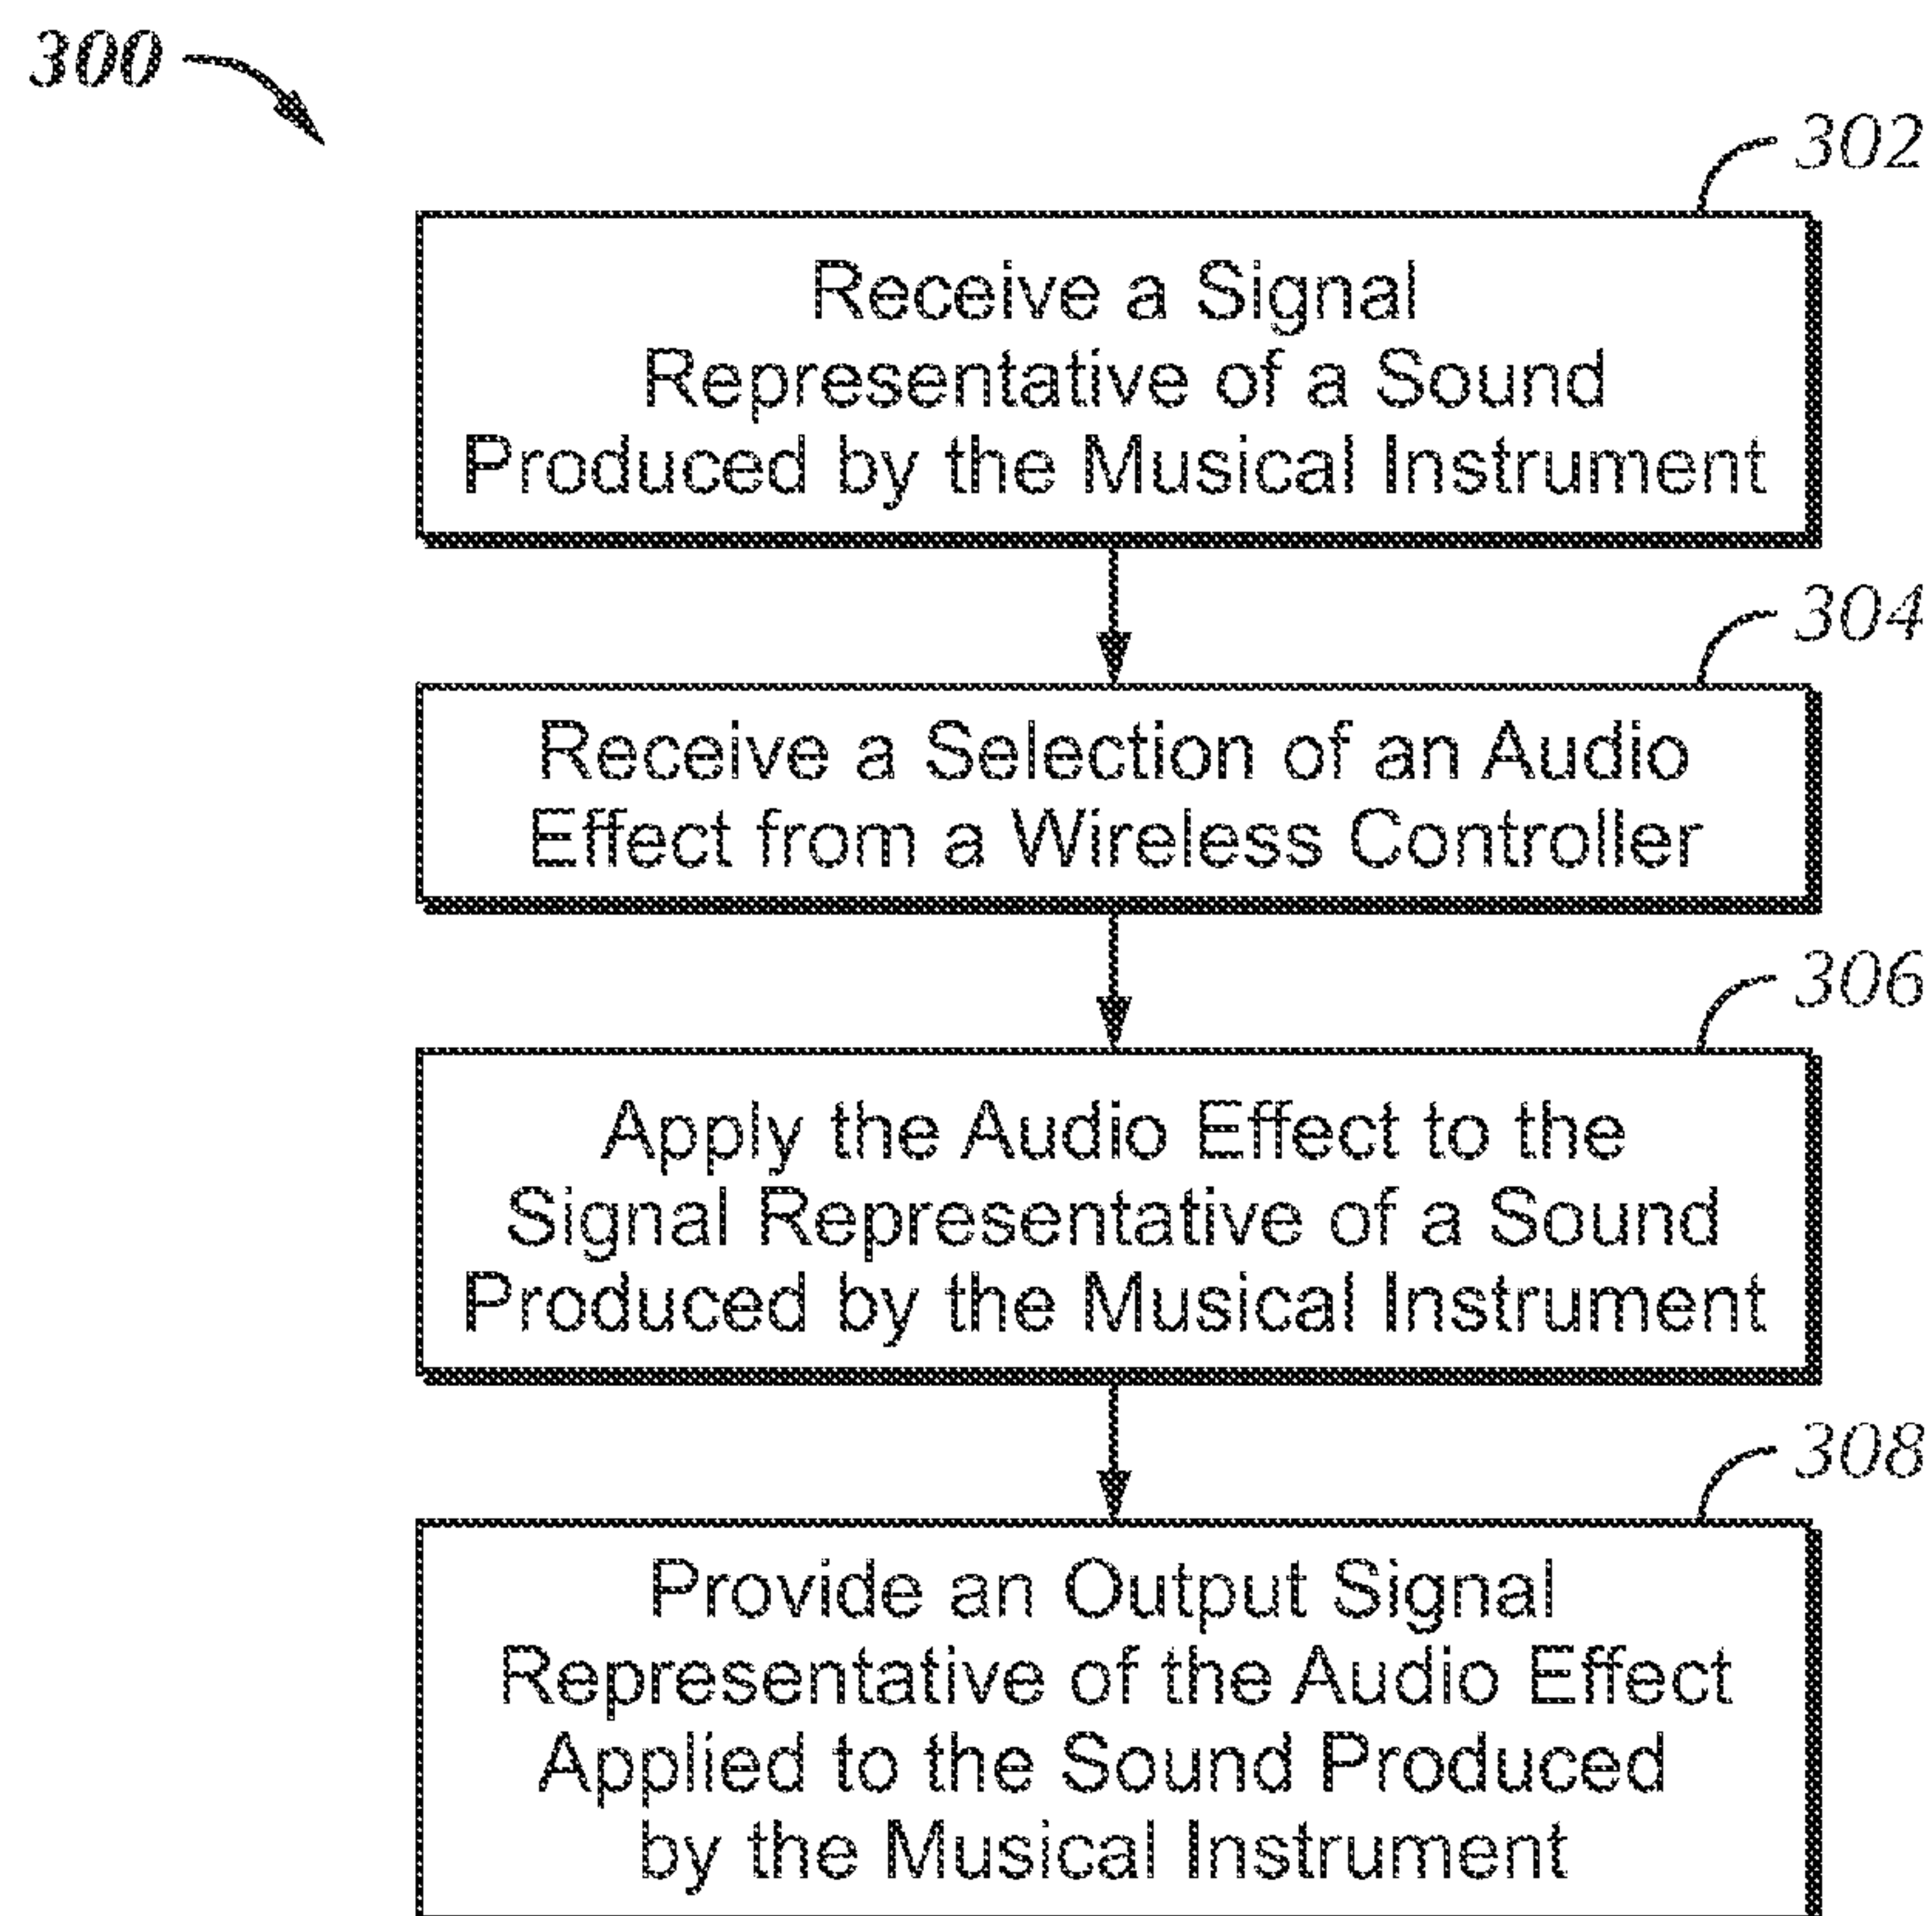 300
302
Receive a Signal
Representative of a Sound
Produced by the Musical Instrument
304
Receive a Selection of an Audio
Effect from a Wireless Controller
306
Apply the Audio Effect to the
Signal Representative of a Sound
Produced by the Musical Instrument
308
Provide an Output Signal
Representative of the Audio Effect
Applied to the Sound Produced
by the Musical Instrument